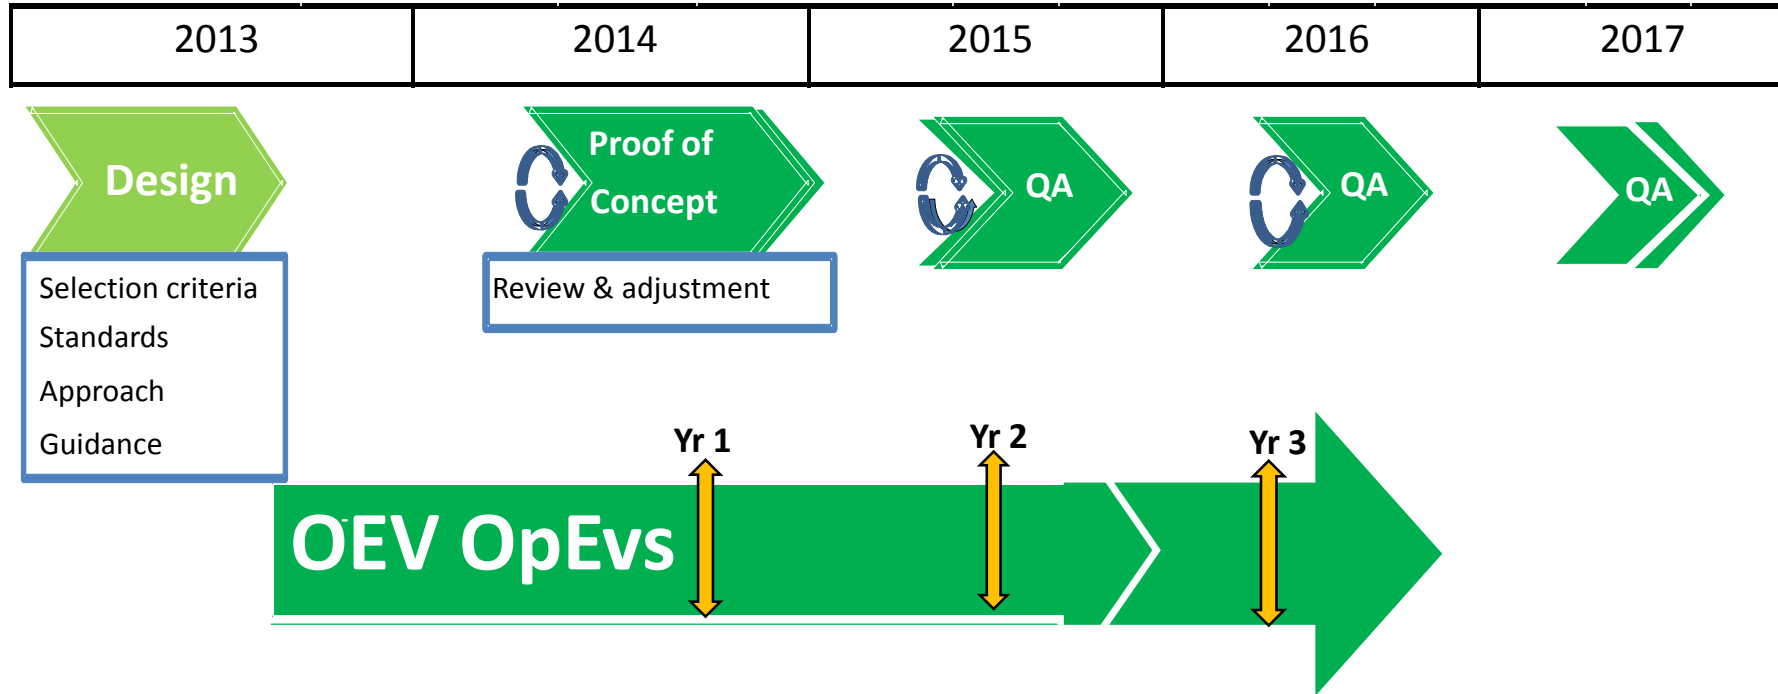 2013
2014
2015
2016
2017
Design
Proof of
Concept
QA
QA
QA
Selection criteria
Standards
Approach
Guidance
Review & adjustment
Yr 1
Yr 2
Yr 3
OEV OpEvs